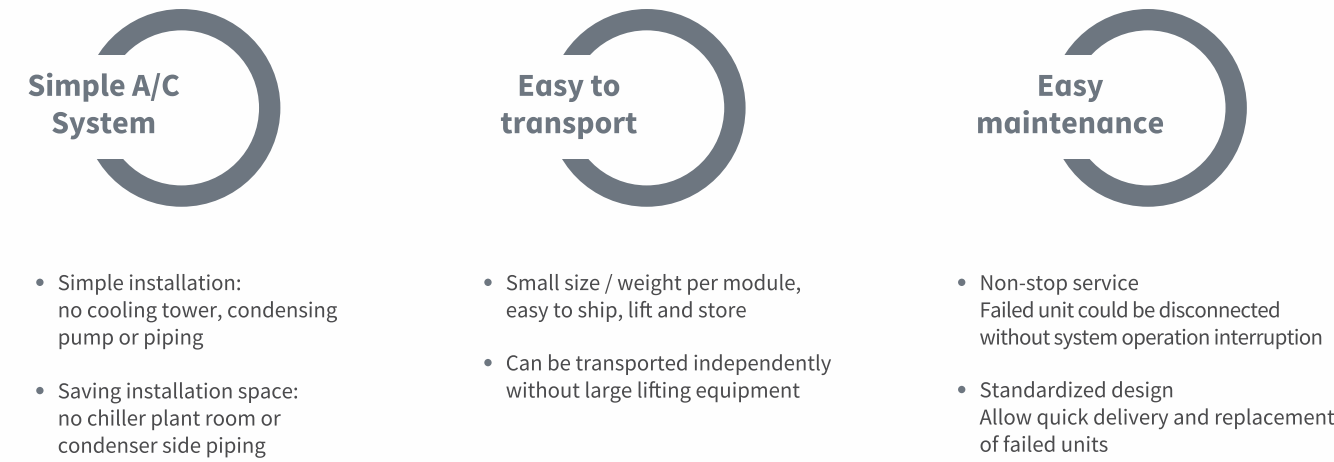 Simple A/C
System
• Simple installation:
no cooling tower, condensing
pump or piping
• Saving installation space:
no chiller plant room or
condenser side piping
Easy to
transport
• Small size / weight per module,
easy to ship, lift and store
• Can be transported independently
without large lifting equipment
Easy
maintenance
• Non-stop service
Failed unit could be disconnected
without system operation interruption
• Standardized design
Allow quick delivery and replacement
of failed units